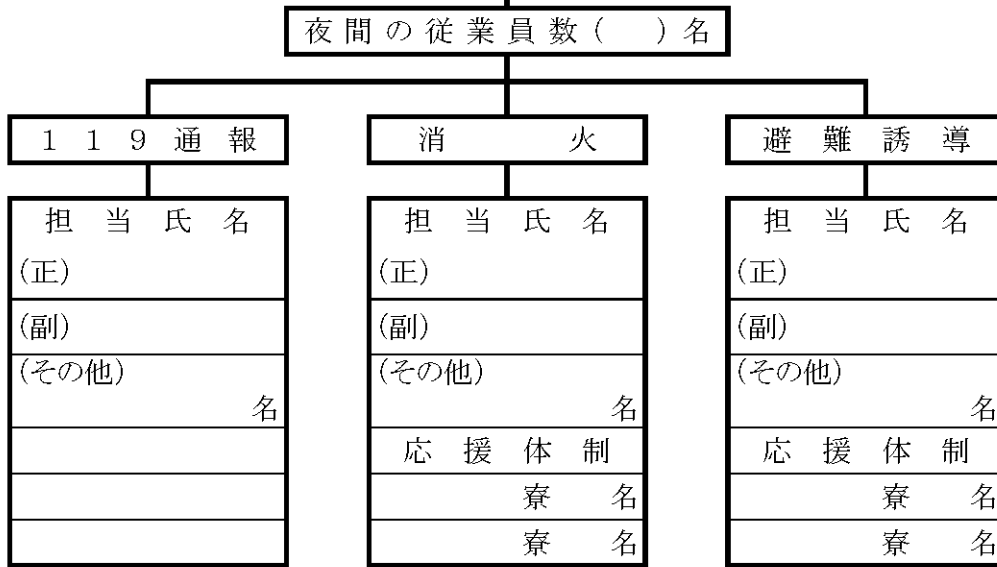 夜間の従業員数(　)名
119通報
担当氏名
(正)
(副)
(その他)
名
消火
担当氏名
(正)
(副)
(その他)
名
応援体制
寮　名
寮　名
避難誘導
担当氏名
(正)
(副)
(その他)
名
応援体制
寮　名
寮　名